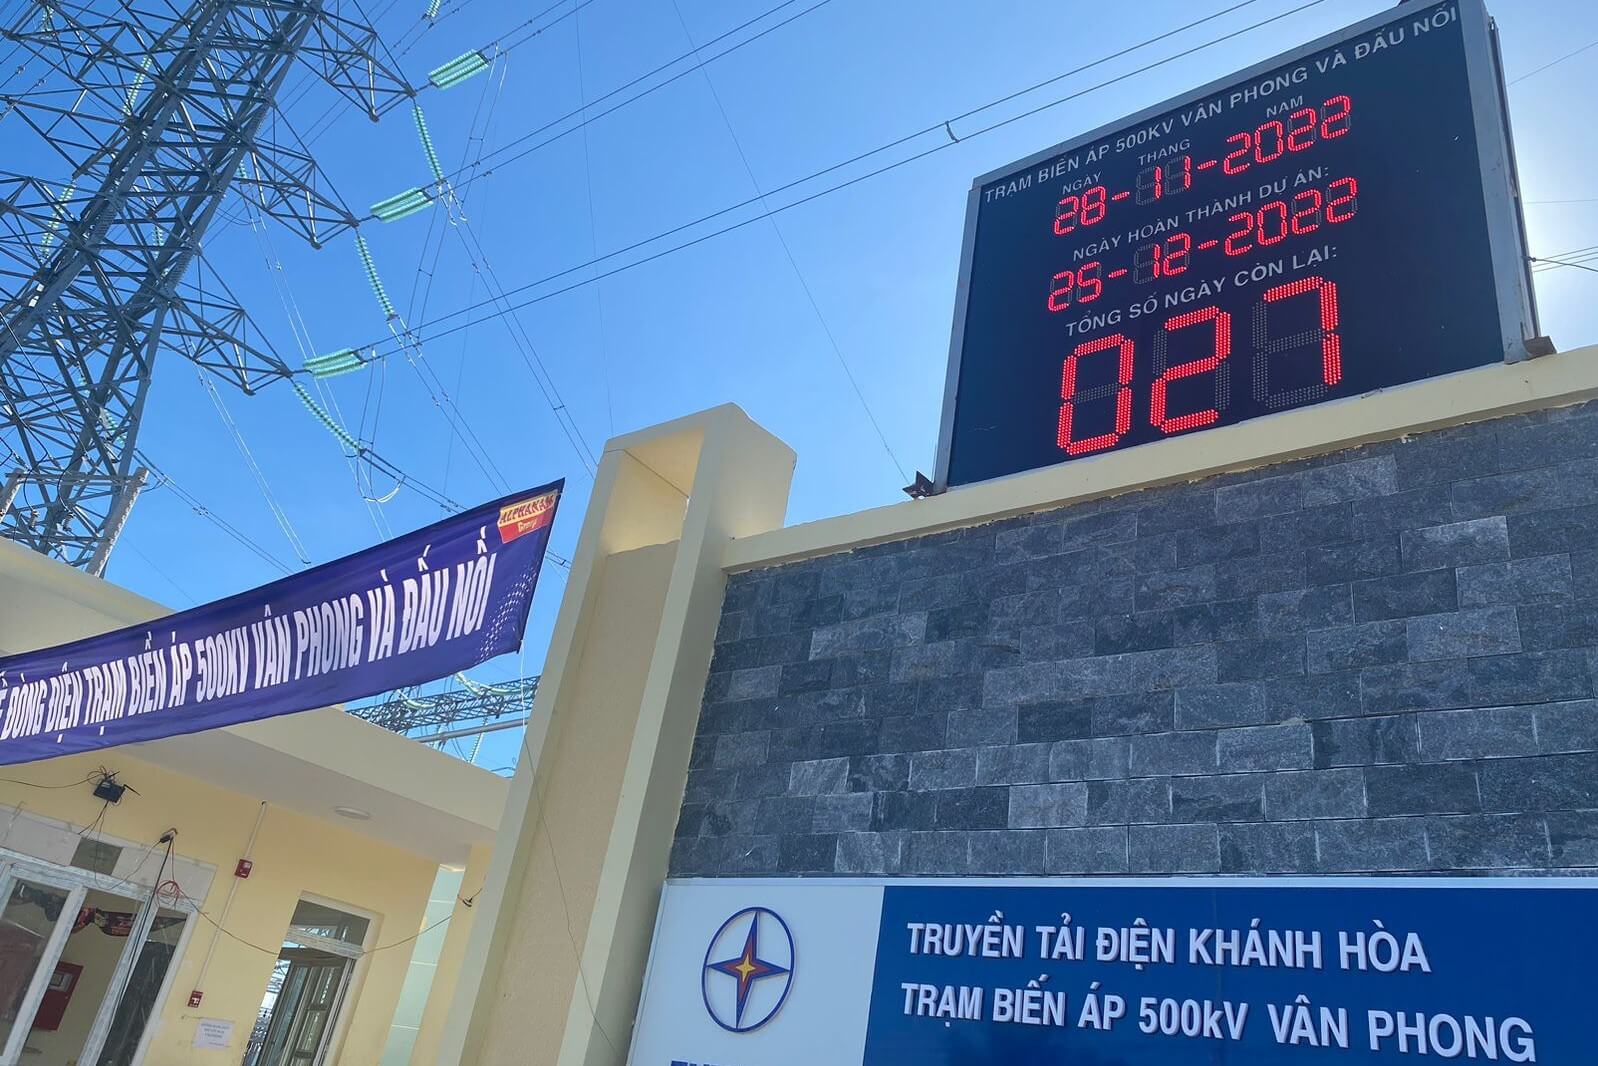 TRẠM BIẾN ÁP 500KV VÂN PHONG VÀ ĐẤU NỐI
NGÀY THANG NAM
28-11-2022
NGÀY HOÀN THÀNH DỰ ÁN:
25-12-2022
TỔNG SỐ NGÀY CÒN LẠI:
027
ALPHANAM
Group
ĐÓNG ĐIỆN TRẠM BIẾN ÁP 500KV VÂN PHONG VÀ ĐẤU NỐI
TRUYỀN TẢI ĐIỆN KHÁNH HÒA
TRẠM BIẾN ÁP 500kV VÂN PHONG